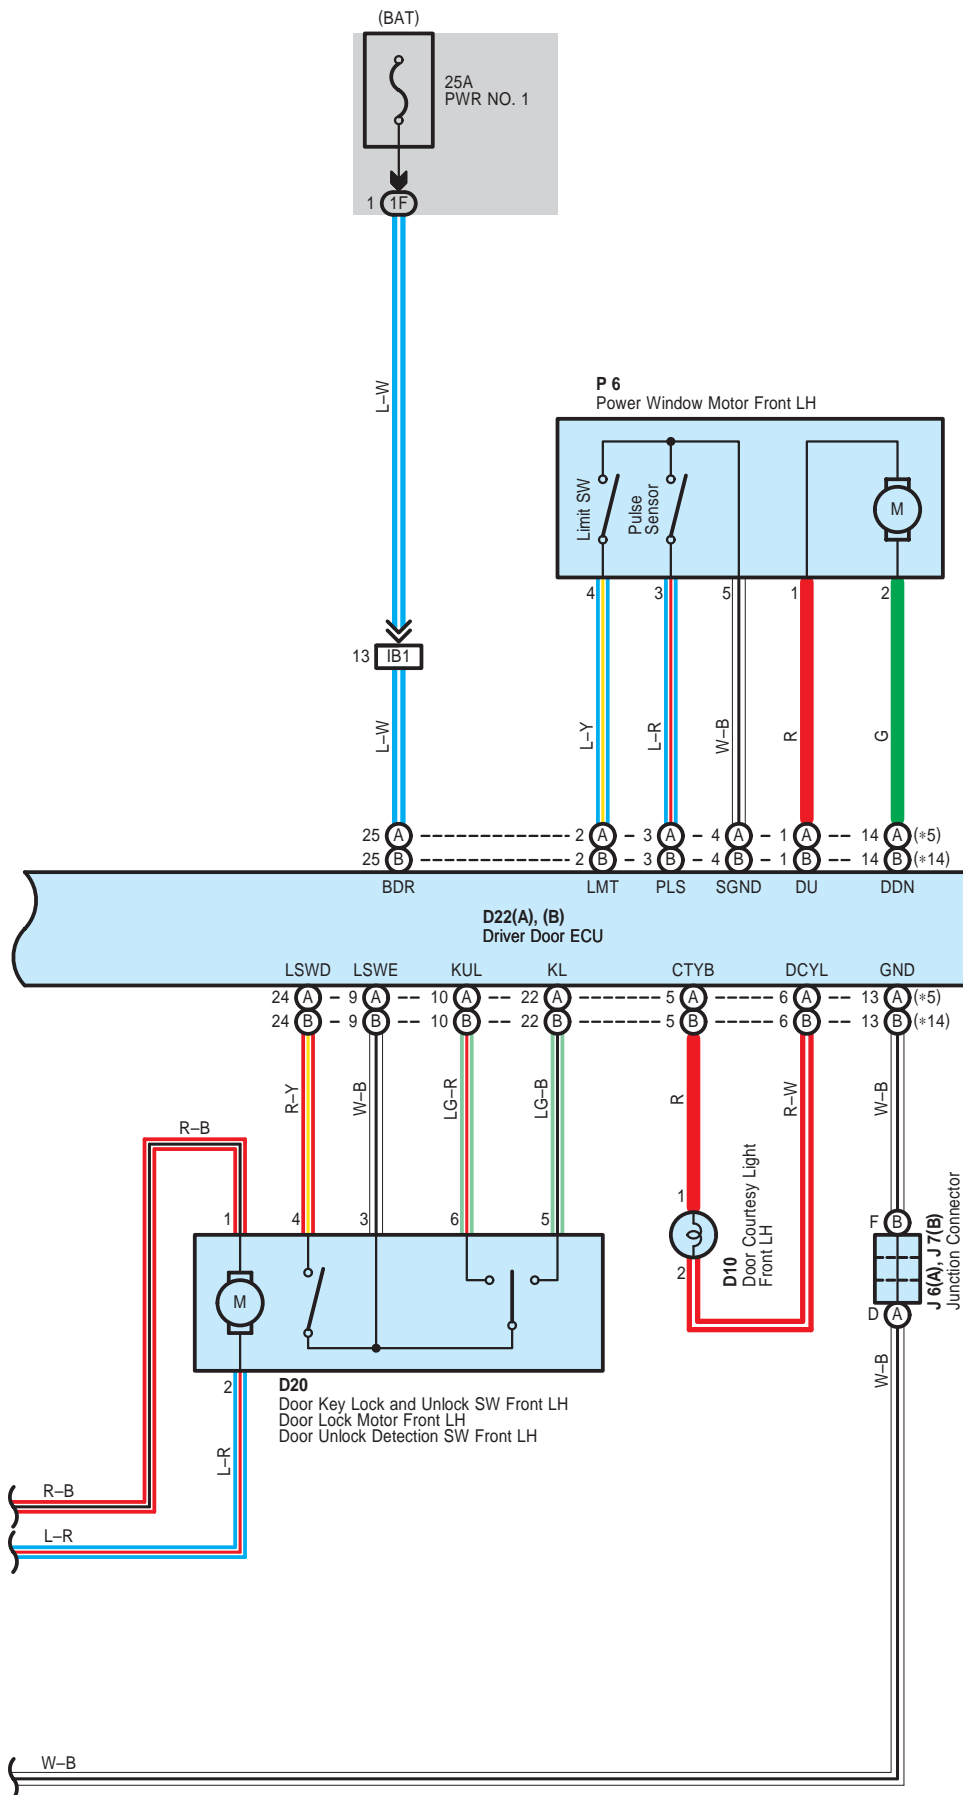 (BAT)
25A
PWR NO. 1
1 1F
L–W
P 6
Power Window Motor Front LH
Limit SW
Pulse
Sensor
M
4 3 5 1 2
13 IB1
L–W
L–Y
L–R
W–B
R
G
25 A 2 A 3 A 4 A 1 A 14 A (*5)
25 B 2 B 3 B 4 B 1 B 14 B (*14)
BDR LMT PLS SGND DU DDN
D22(A), (B)
Driver Door ECU
LSWD LSWE KUL KL CTYB DCYL GND
24 A 9 A 10 A 22 A 5 A 6 A 13 A (*5)
24 B 9 B 10 B 22 B 5 B 6 B 13 B (*14)
R–Y
W–B
LG–R
LG–B
R
R–W
W–B
R–B
1 4 3 6 5
M
2
D20
Door Key Lock and Unlock SW Front LH
Door Lock Motor Front LH
Door Unlock Detection SW Front LH
1
2
D10
Door Courtesy Light
Front LH
F B
D A
J 6(A), J 7(B)
Junction Connector
W–B
L–R
R–B
L–R
W–B